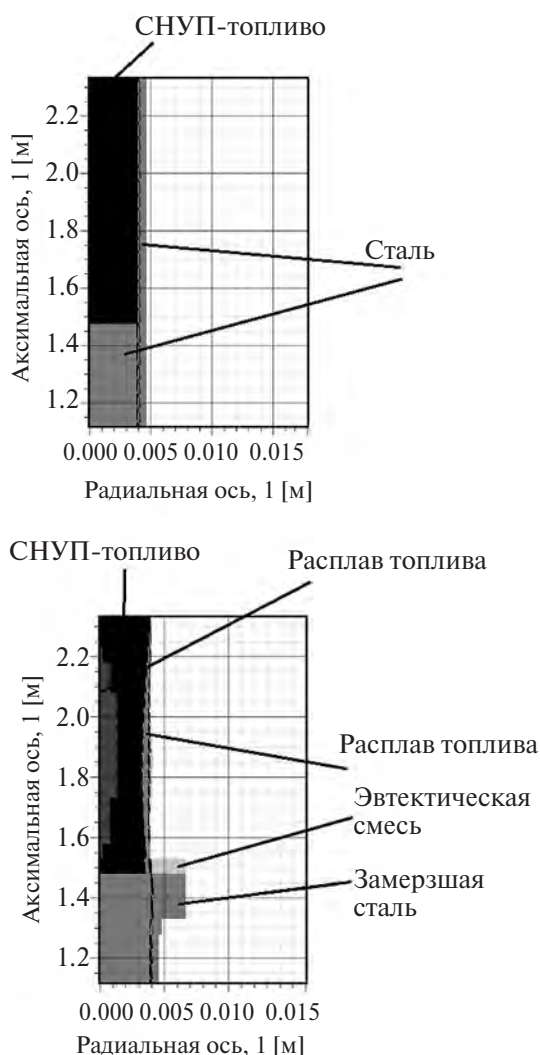 СНУП-топливо
Аксимальная ось, 1 [м]
2.2
2.0
1.8
1.6
1.4
1.2
Сталь
0.000 0.005 0.010 0.015
Радиальная ось, 1 [м]
СНУП-топливо
Расплав топлива
Аксимальная ось, 1 [м]
2.2
2.0
1.8
1.6
1.4
1.2
Расплав топлива
Эвтектическая
смесь
Замерзшая
сталь
0.000 0.005 0.010 0.015
Радиальная ось, 1 [м]